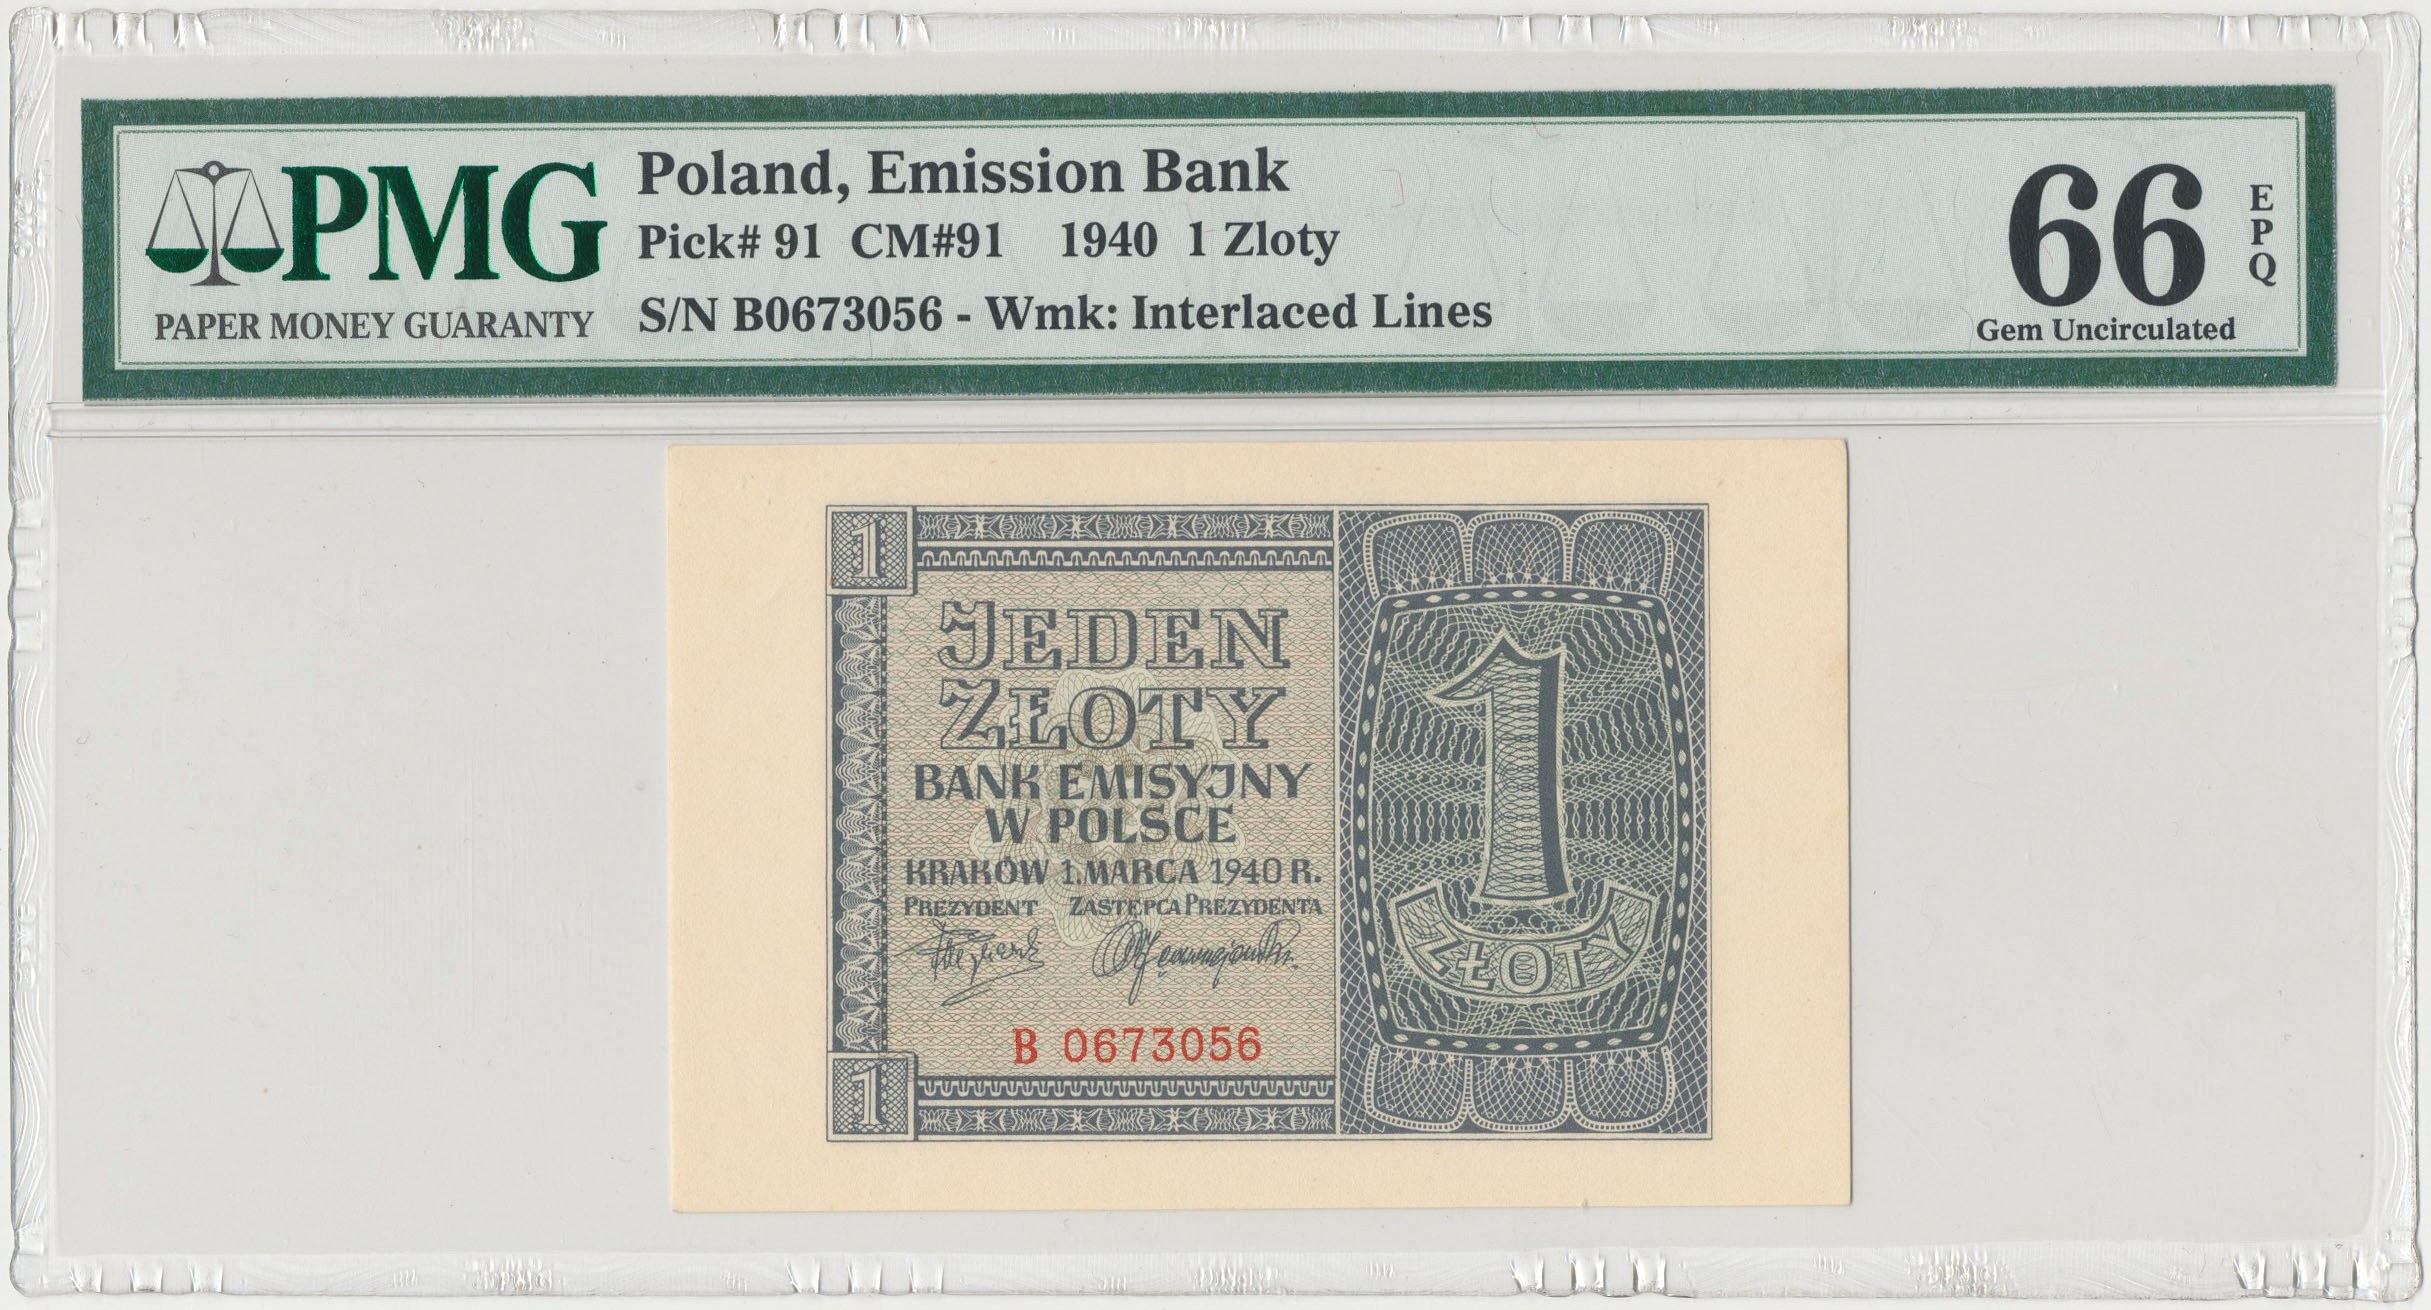 PMG
PAPER MONEY GUARANTY
Poland, Emission Bank
Pick# 91 CM#91 1940 1 Zloty
S/N B0673056 - Wmk: Interlaced Lines
66
EPQ
Gem Uncirculated
1
JEDEN
ZŁOTY
BANK EMISYJNY
W POLSCE
KRAKÓW 1. MARCA 1940 R.
PREZYDENT ZASTĘPCA PREZYDENTA
B 0673056
1
1
ZŁOTY